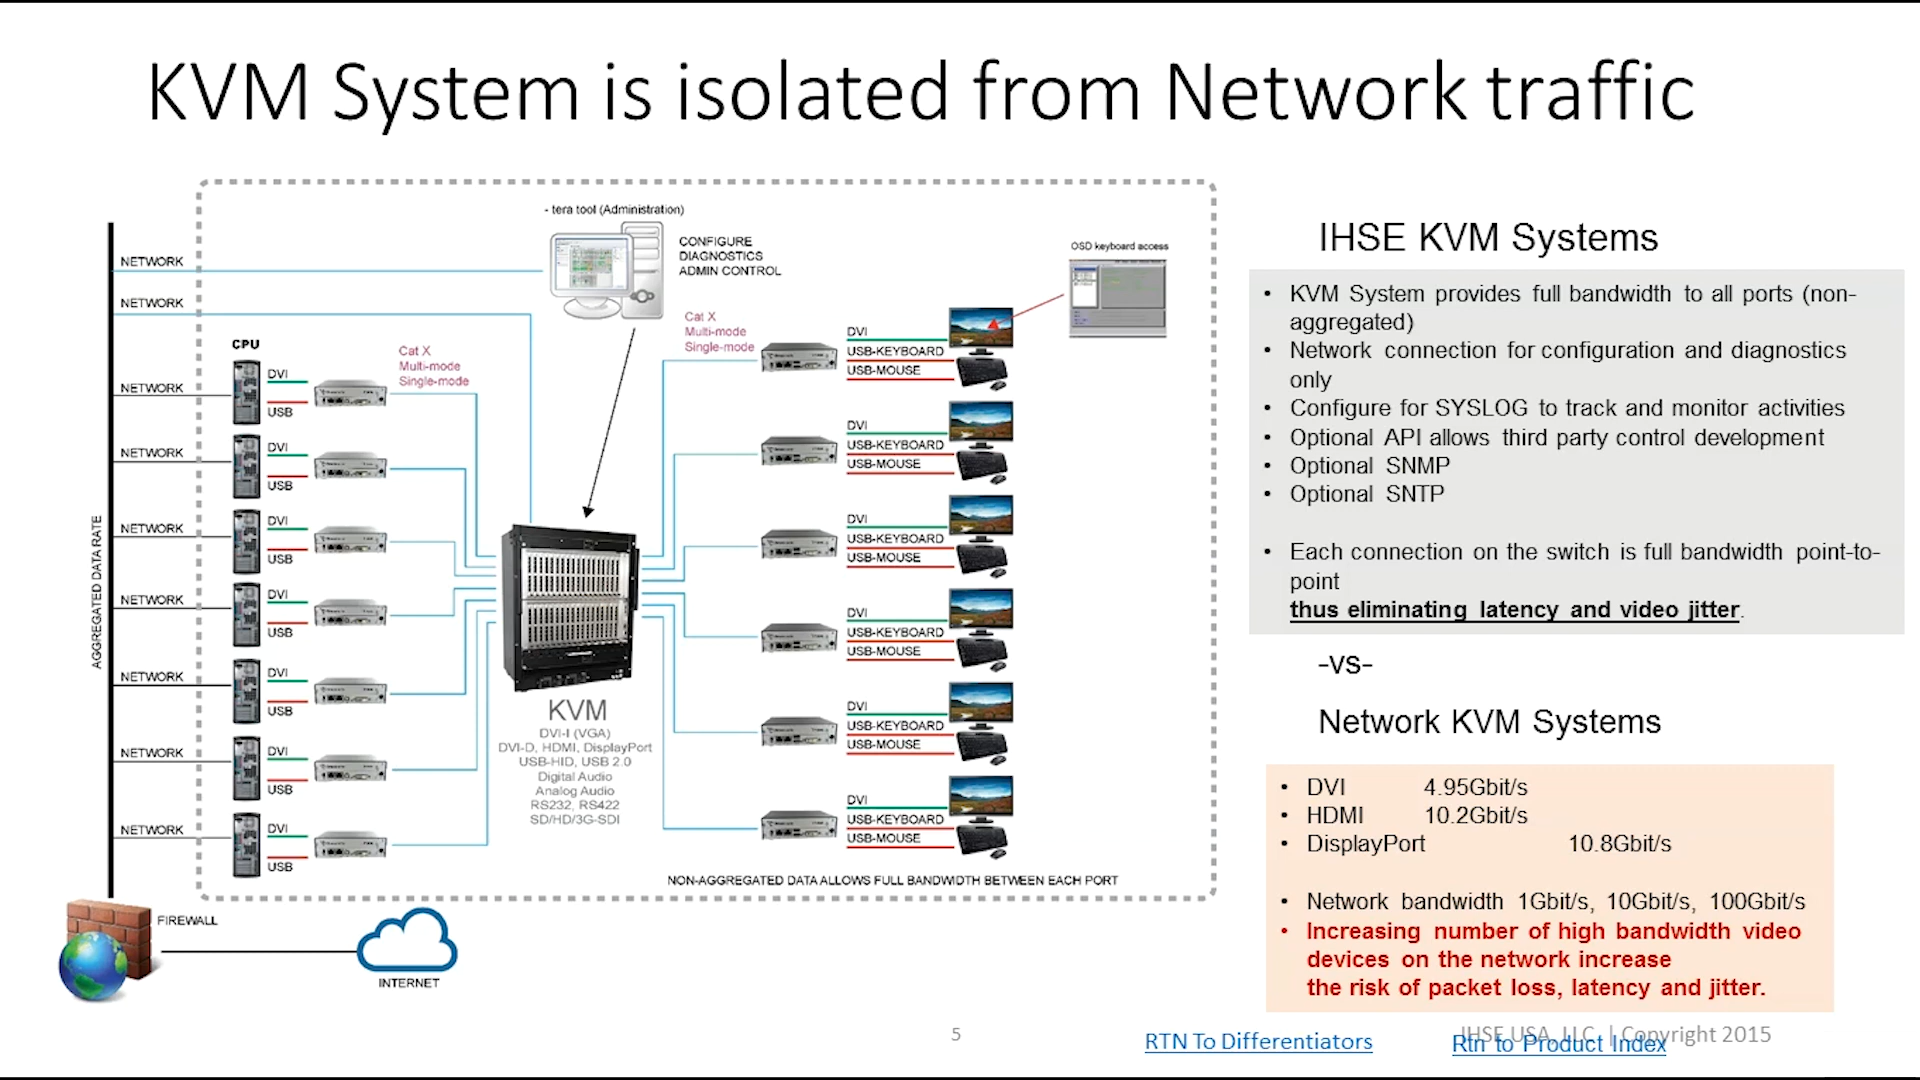 KVM System is isolated from Network traffic
- tera tool (Administration)
CONFIGURE
DIAGNOSTICS
ADMIN CONTROL
OSD keyboard access
NETWORK
NETWORK
CPU
Cat X
Multi-mode
Single-mode
Cat X
Multi-mode
Single-mode
NETWORK
DVI
USB
NETWORK
DVI
USB
NETWORK
DVI
USB
NETWORK
DVI
USB
NETWORK
DVI
USB
NETWORK
DVI
USB
NETWORK
DVI
USB
AGGREGATED DATA RATE
DVI
USB-KEYBOARD
USB-MOUSE
DVI
USB-KEYBOARD
USB-MOUSE
DVI
USB-KEYBOARD
USB-MOUSE
DVI
USB-KEYBOARD
USB-MOUSE
DVI
USB-KEYBOARD
USB-MOUSE
DVI
USB-KEYBOARD
USB-MOUSE
KVM
DVI-I (VGA)
DVI-D, HDMI, DisplayPort
USB-HID, USB 2.0
Digital Audio
Analog Audio
RS232, RS422
SD/HD/3G-SDI
NON-AGGREGATED DATA ALLOWS FULL BANDWIDTH BETWEEN EACH PORT
FIREWALL
INTERNET
IHSE KVM Systems
• KVM System provides full bandwidth to all ports (non-
aggregated)
• Network connection for configuration and diagnostics
only
• Configure for SYSLOG to track and monitor activities
• Optional API allows third party control development
• Optional SNMP
• Optional SNTP
• Each connection on the switch is full bandwidth point-to-
point
thus eliminating latency and video jitter.
-vs-
Network KVM Systems
• DVI 4.95Gbit/s
• HDMI 10.2Gbit/s
• DisplayPort 10.8Gbit/s
• Network bandwidth 1Gbit/s, 10Gbit/s, 100Gbit/s
• Increasing number of high bandwidth video
devices on the network increase
the risk of packet loss, latency and jitter.
5
RTN To Differentiators
IHSE USA, LLC. | Copyright 2015
Rtn to Product Index